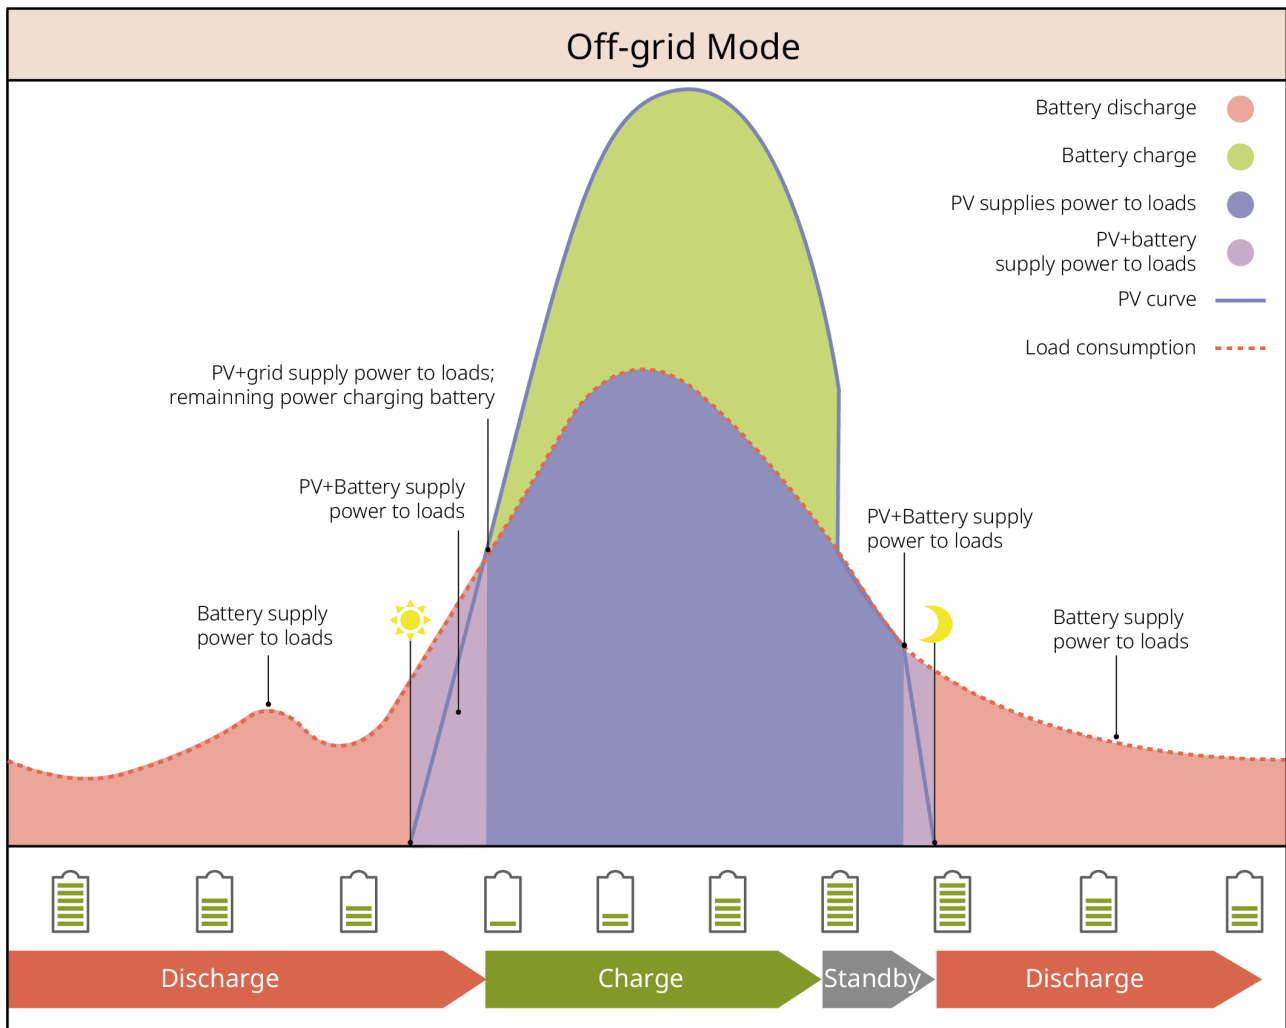 Off-grid Mode
Battery discharge
Battery charge
PV supplies power to loads
PV+battery
supply power to loads
PV curve
Load consumption
PV+grid supply power to loads;
remainning power charging battery
PV+Battery supply
power to loads
PV+Battery supply
power to loads
Battery supply
power to loads
Battery supply
power to loads
Discharge
Charge
Standby
Discharge